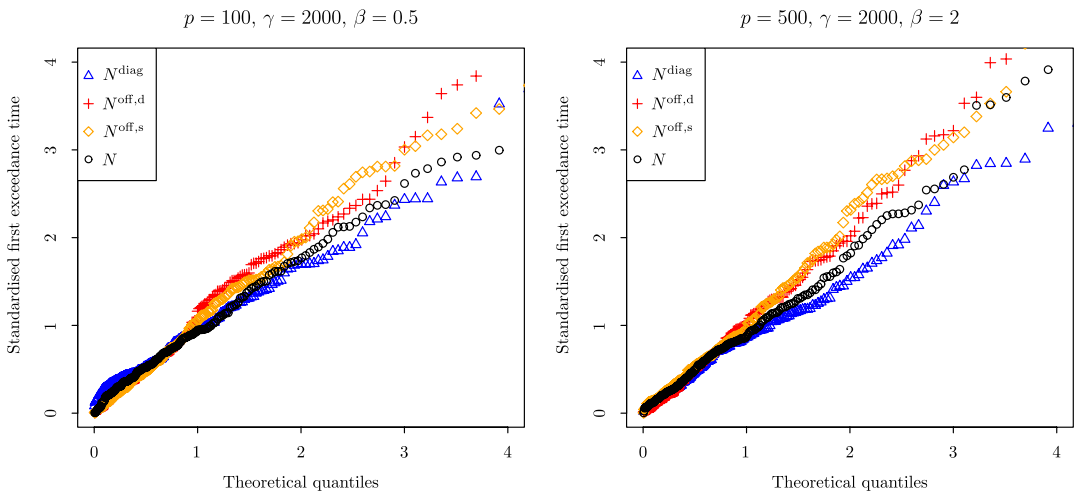 p = 100, γ = 2000, β = 0.5
Standardised first exceedance time
4
3
2
1
0
N^diag
N^off,d
N^off,s
N
0 1 2 3 4
Theoretical quantiles
p = 500, γ = 2000, β = 2
Standardised first exceedance time
4
3
2
1
0
N^diag
N^off,d
N^off,s
N
0 1 2 3 4
Theoretical quantiles